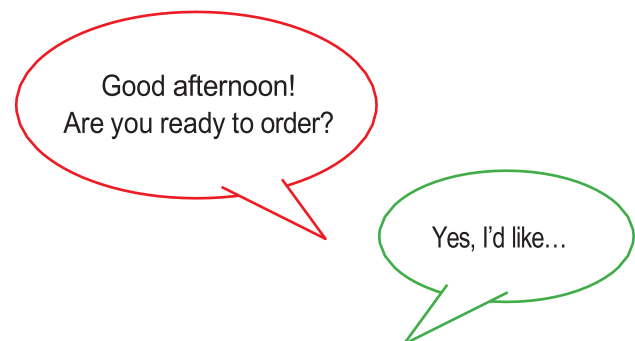 Good afternoon!
Are you ready to order?
Yes, I’d like…